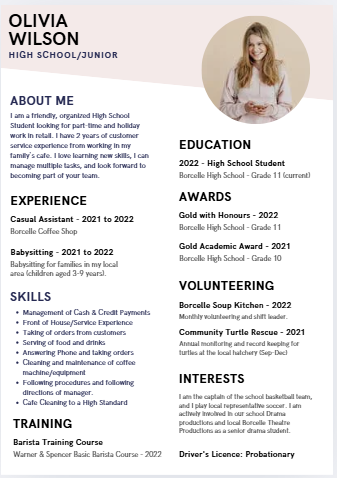 OLIVIA
WILSON
HIGH SCHOOL/JUNIOR
ABOUT ME
I am a friendly, organized High School
Student looking for part-time and holiday
work in retail. I have 2 years of customer
service experience from working in my
family's cafe. I love learning new skills, I can
manage multiple tasks, and look forward to
becoming part of your team.
EXPERIENCE
Casual Assistant - 2021 to 2022
Borcelle Coffee Shop
Babysitting - 2021 to 2022
Babysitting for families in my local
area (children aged 3-9 years).
SKILLS
• Management of Cash & Credit Payments
• Front of House/Service Experience
• Taking of orders from customers
• Serving of food and drinks
• Answering Phone and taking orders
• Cleaning and maintenance of coffee
machine/equipment
• Following procedures and following
directions of manager.
• Cafe Cleaning to a High Standard
TRAINING
Barista Training Course
Warner & Spencer Basic Barista Course - 2022
EDUCATION
2022 - High School Student
Borcelle High School - Grade 11 (current)
AWARDS
Gold with Honours - 2022
Borcelle High School - Grade 11
Gold Academic Award - 2021
Borcelle High School - Grade 10
VOLUNTEERING
Borcelle Soup Kitchen - 2022
Monthly volunteering and shift leader.
Community Turtle Rescue - 2021
Annual monitoring and record keeping for
turtles at the local hatchery (Sep-Dec)
INTERESTS
I am the captain of the school basketball team,
and I play local representative soccer. I am
actively involved in our school Drama
productions and local Borcelle Theatre
Productions as a senior drama student.
Driver's Licence: Probationary